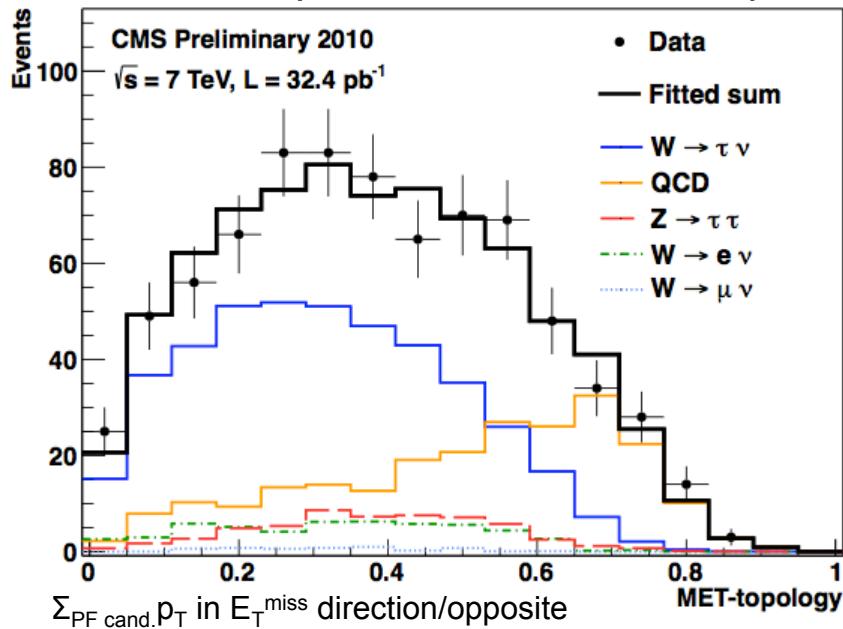 Events
CMS Preliminary 2010
√s = 7 TeV, L = 32.4 pb⁻¹
Data
Fitted sum
W → τ ν
QCD
Z → τ τ
W → e ν
W → μ ν
100
80
60
40
20
0
0 0.2 0.4 0.6 0.8 1
MET-topology
Σ_PF cand. p_T in E_T^miss direction/opposite